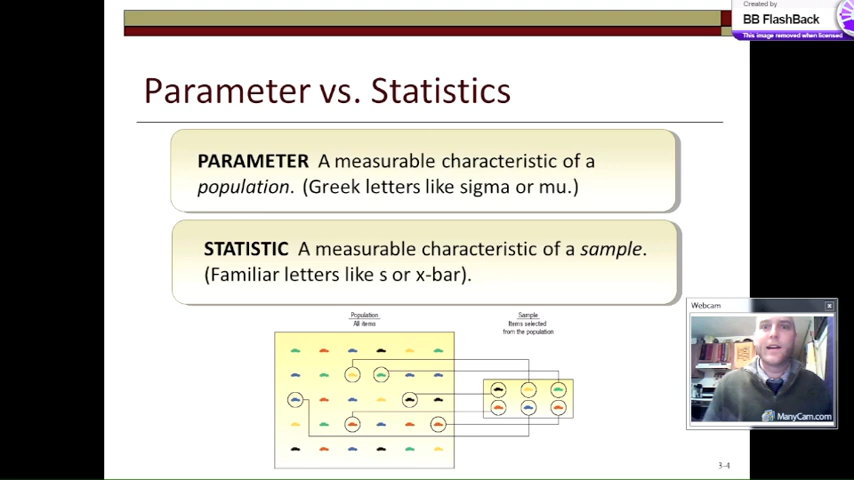 Created by
BB FlashBack
This image removed when licensed
Parameter vs. Statistics
PARAMETER A measurable characteristic of a
population. (Greek letters like sigma or mu.)
STATISTIC A measurable characteristic of a sample.
(Familiar letters like s or x-bar).
Population
All items
Sample
Items selected
from the population
Webcam
ManyCam.com
3-4